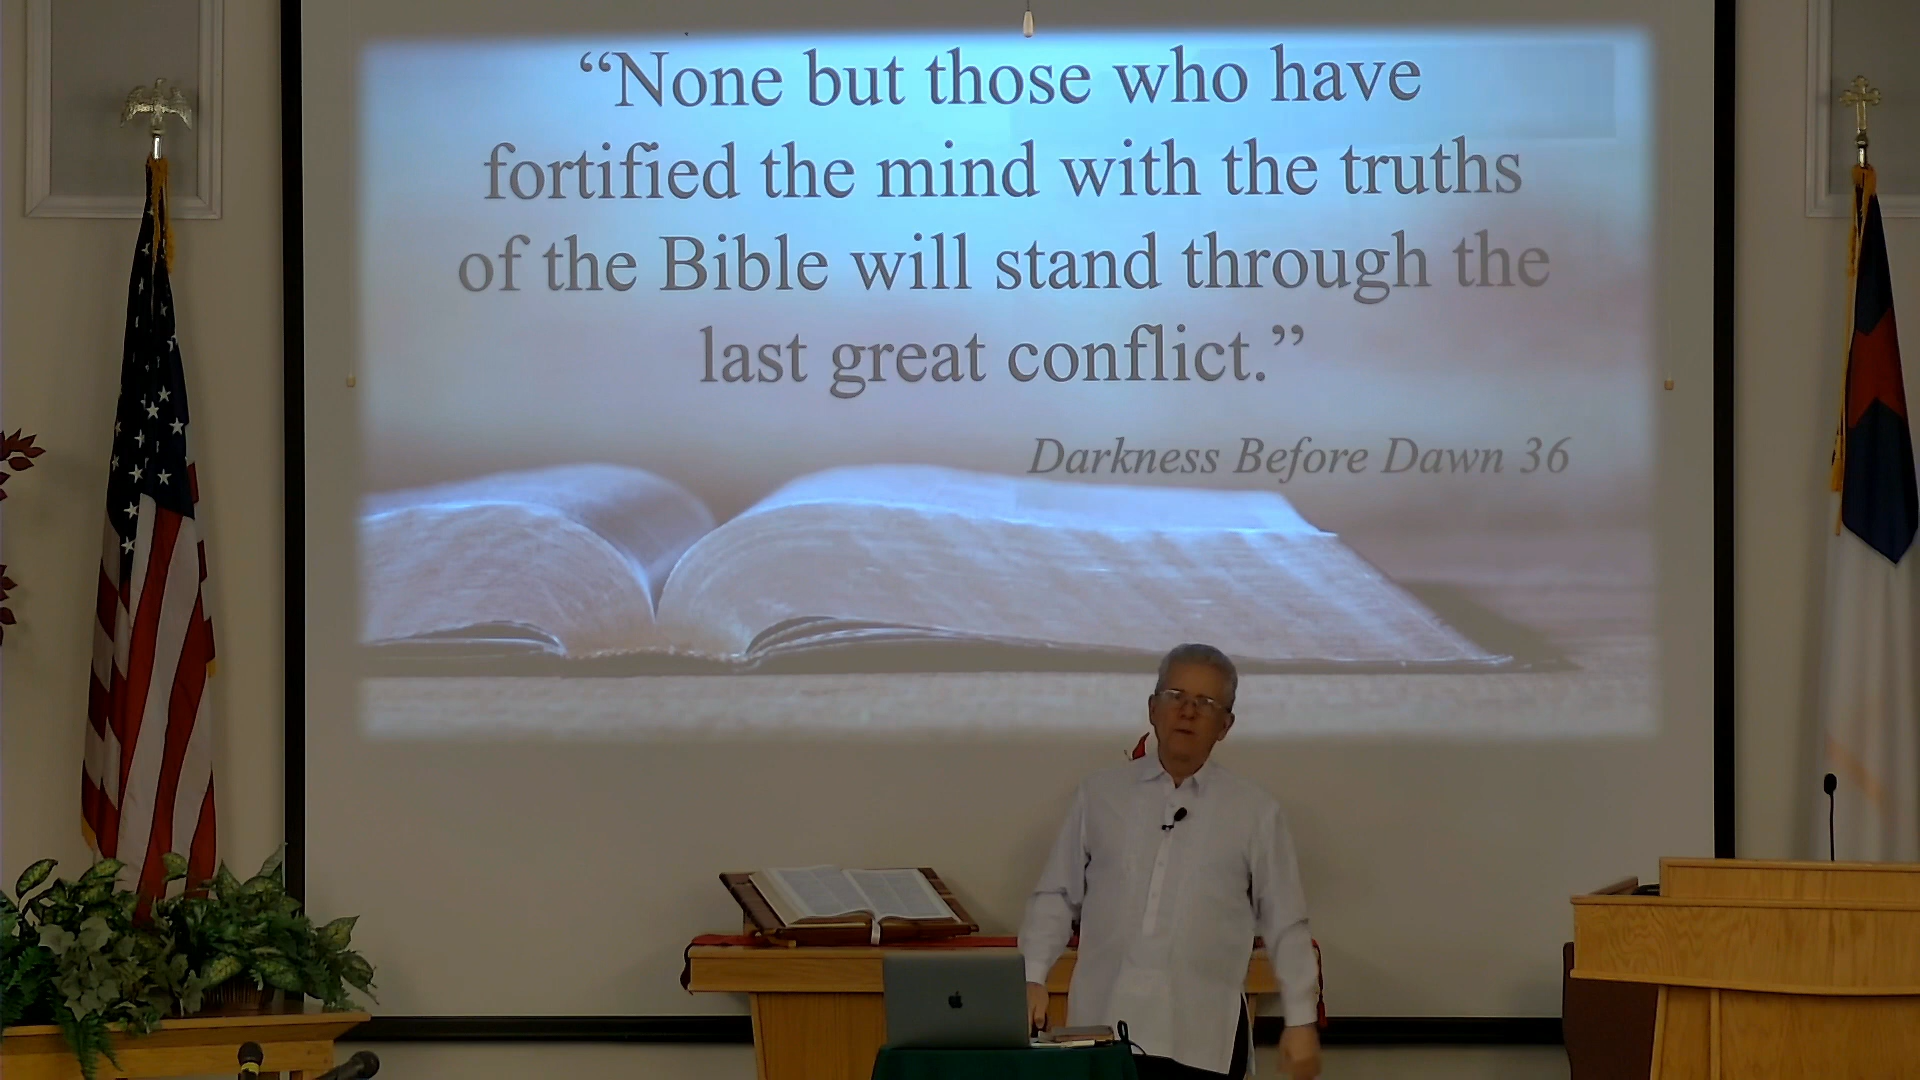 “None but those who have
fortified the mind with the truths
of the Bible will stand through the
last great conflict.”
Darkness Before Dawn 36